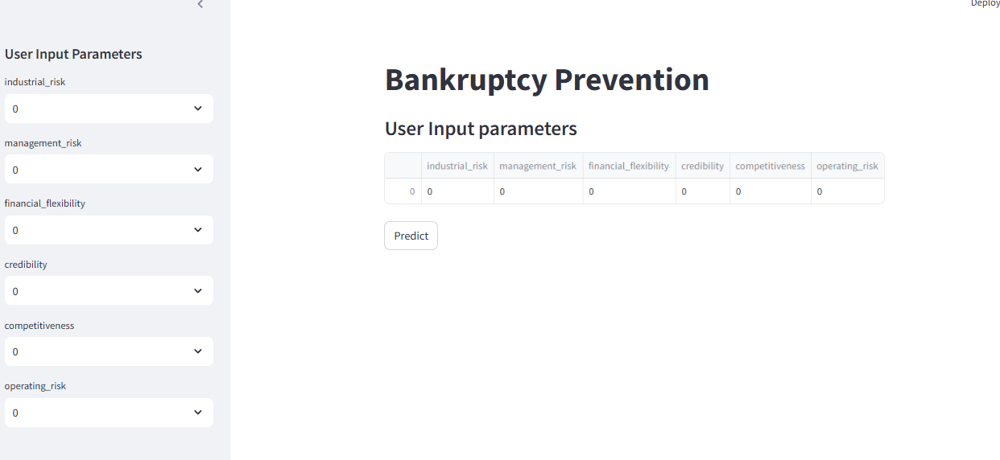 Deploy
User Input Parameters
industrial_risk
0
management_risk
0
financial_flexibility
0
credibility
0
competitiveness
0
operating_risk
0
Bankruptcy Prevention
User Input parameters
industrial_risk management_risk financial_flexibility credibility competitiveness operating_risk
0 0 0 0 0 0 0
Predict